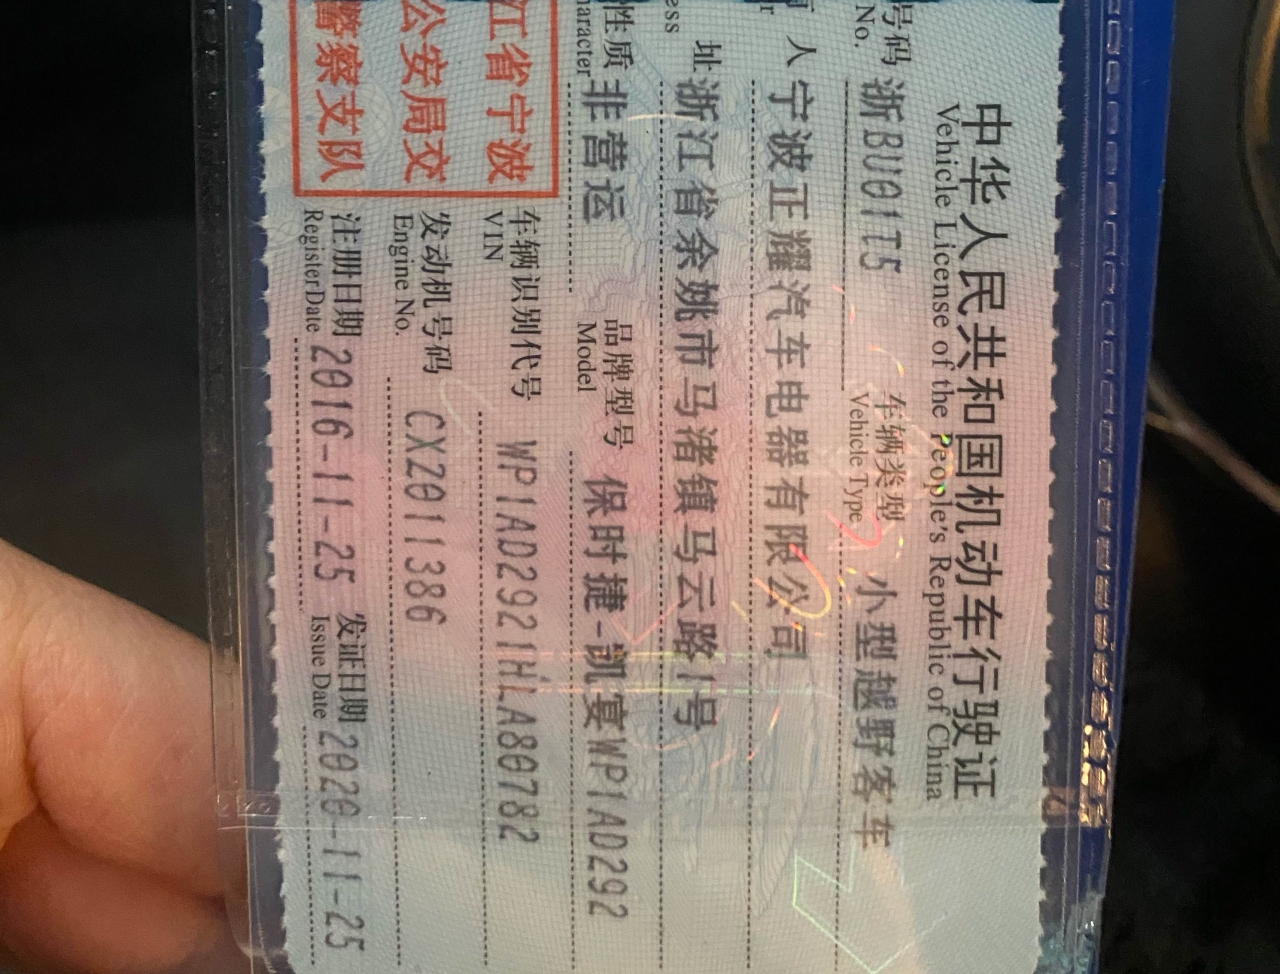 中华人民共和国机动车行驶证
Vehicle License of the People's Republic of China
号码 浙BU01T5 车辆类型 小型越野客车
No. Vehicle Type
人 宁波正耀汽车电器有限公司
址 浙江省余姚市马渚镇马云路1号
ess
性质 非营运 品牌型号 保时捷-凯宴WP1AD292
haracter Model
江省宁波
公安局交
警察支队
车辆识别代号 WP1AD2921HLA80782
VIN
发动机号码 CXZ011386
Engine No.
注册日期 2016-11-25 发证日期 2020-11-25
Register Date Issue Date